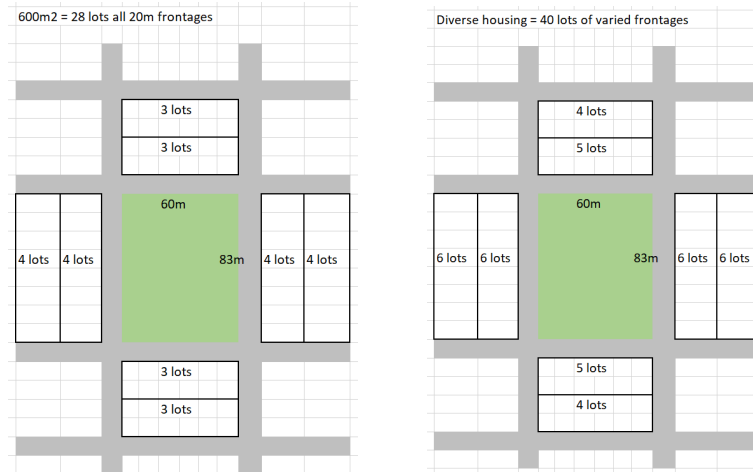 600m2 = 28 lots all 20m frontages
3 lots
3 lots
60m
83m
4 lots
4 lots
4 lots
4 lots
3 lots
3 lots
Diverse housing = 40 lots of varied frontages
4 lots
5 lots
60m
83m
6 lots
6 lots
6 lots
6 lots
5 lots
4 lots